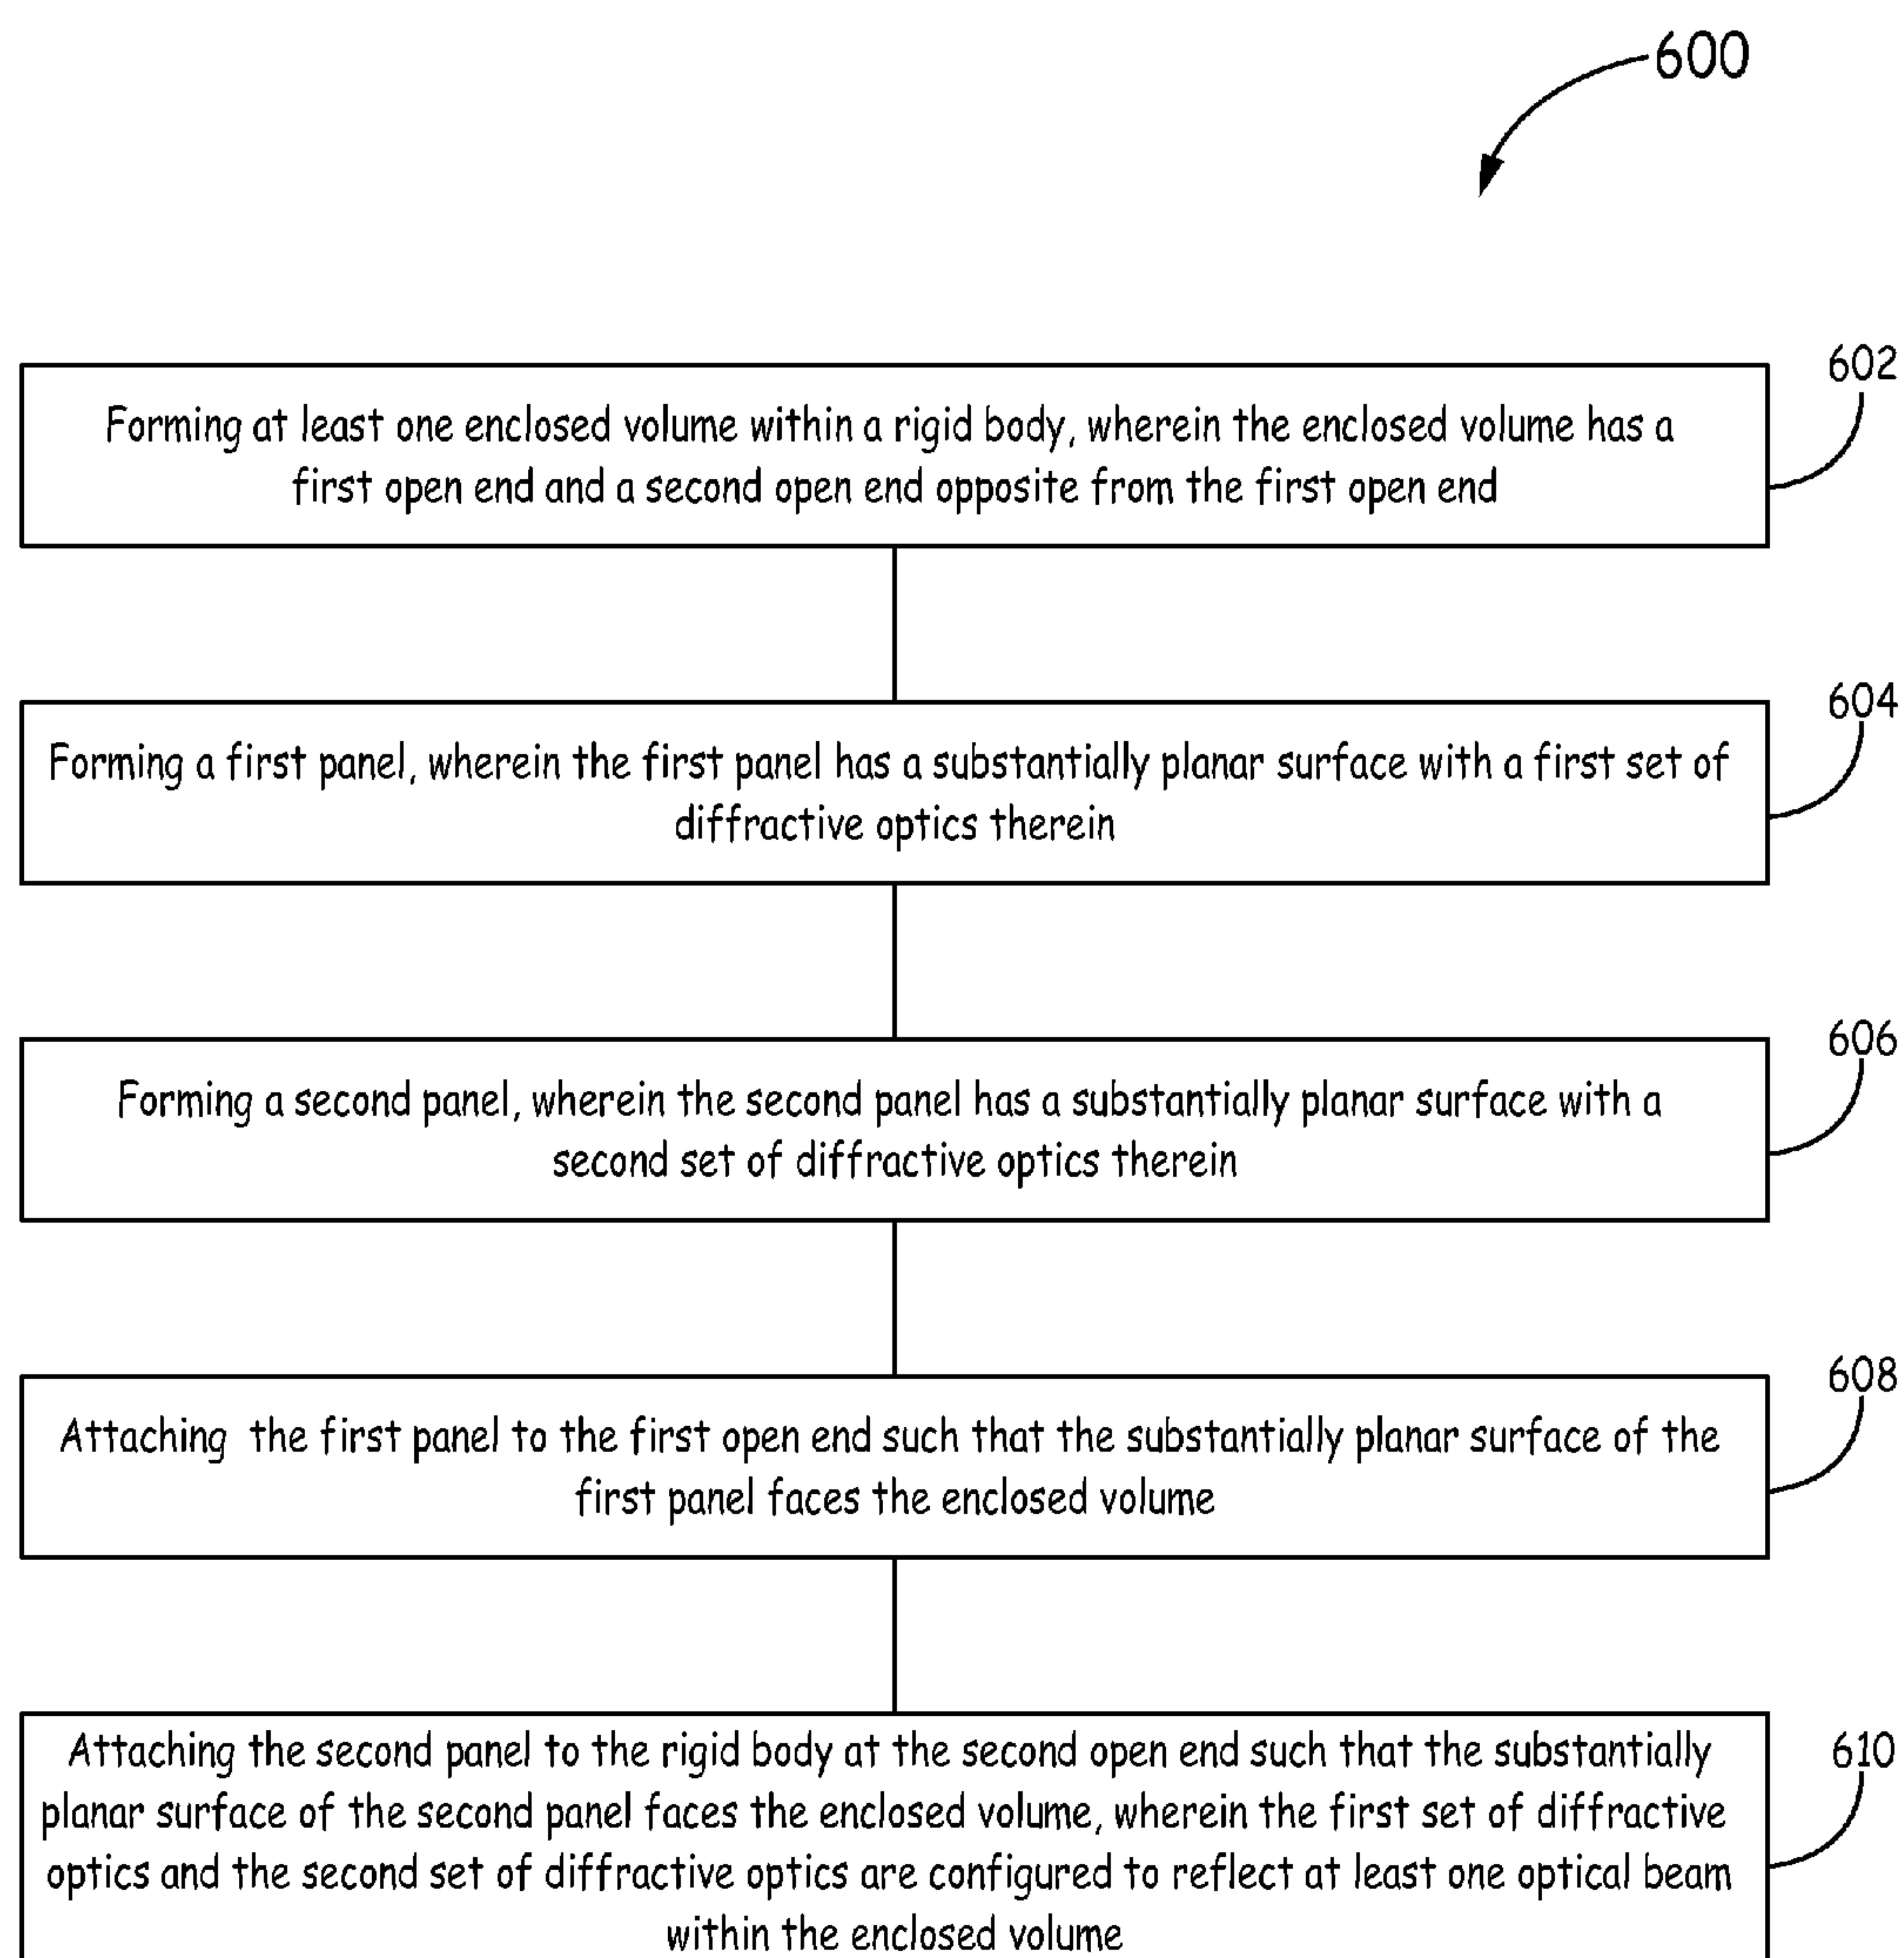 600
602
Forming at least one enclosed volume within a rigid body, wherein the enclosed volume has a
first open end and a second open end opposite from the first open end
604
Forming a first panel, wherein the first panel has a substantially planar surface with a first set of
diffractive optics therein
606
Forming a second panel, wherein the second panel has a substantially planar surface with a
second set of diffractive optics therein
608
Attaching the first panel to the first open end such that the substantially planar surface of the
first panel faces the enclosed volume
610
Attaching the second panel to the rigid body at the second open end such that the substantially
planar surface of the second panel faces the enclosed volume, wherein the first set of diffractive
optics and the second set of diffractive optics are configured to reflect at least one optical beam
within the enclosed volume